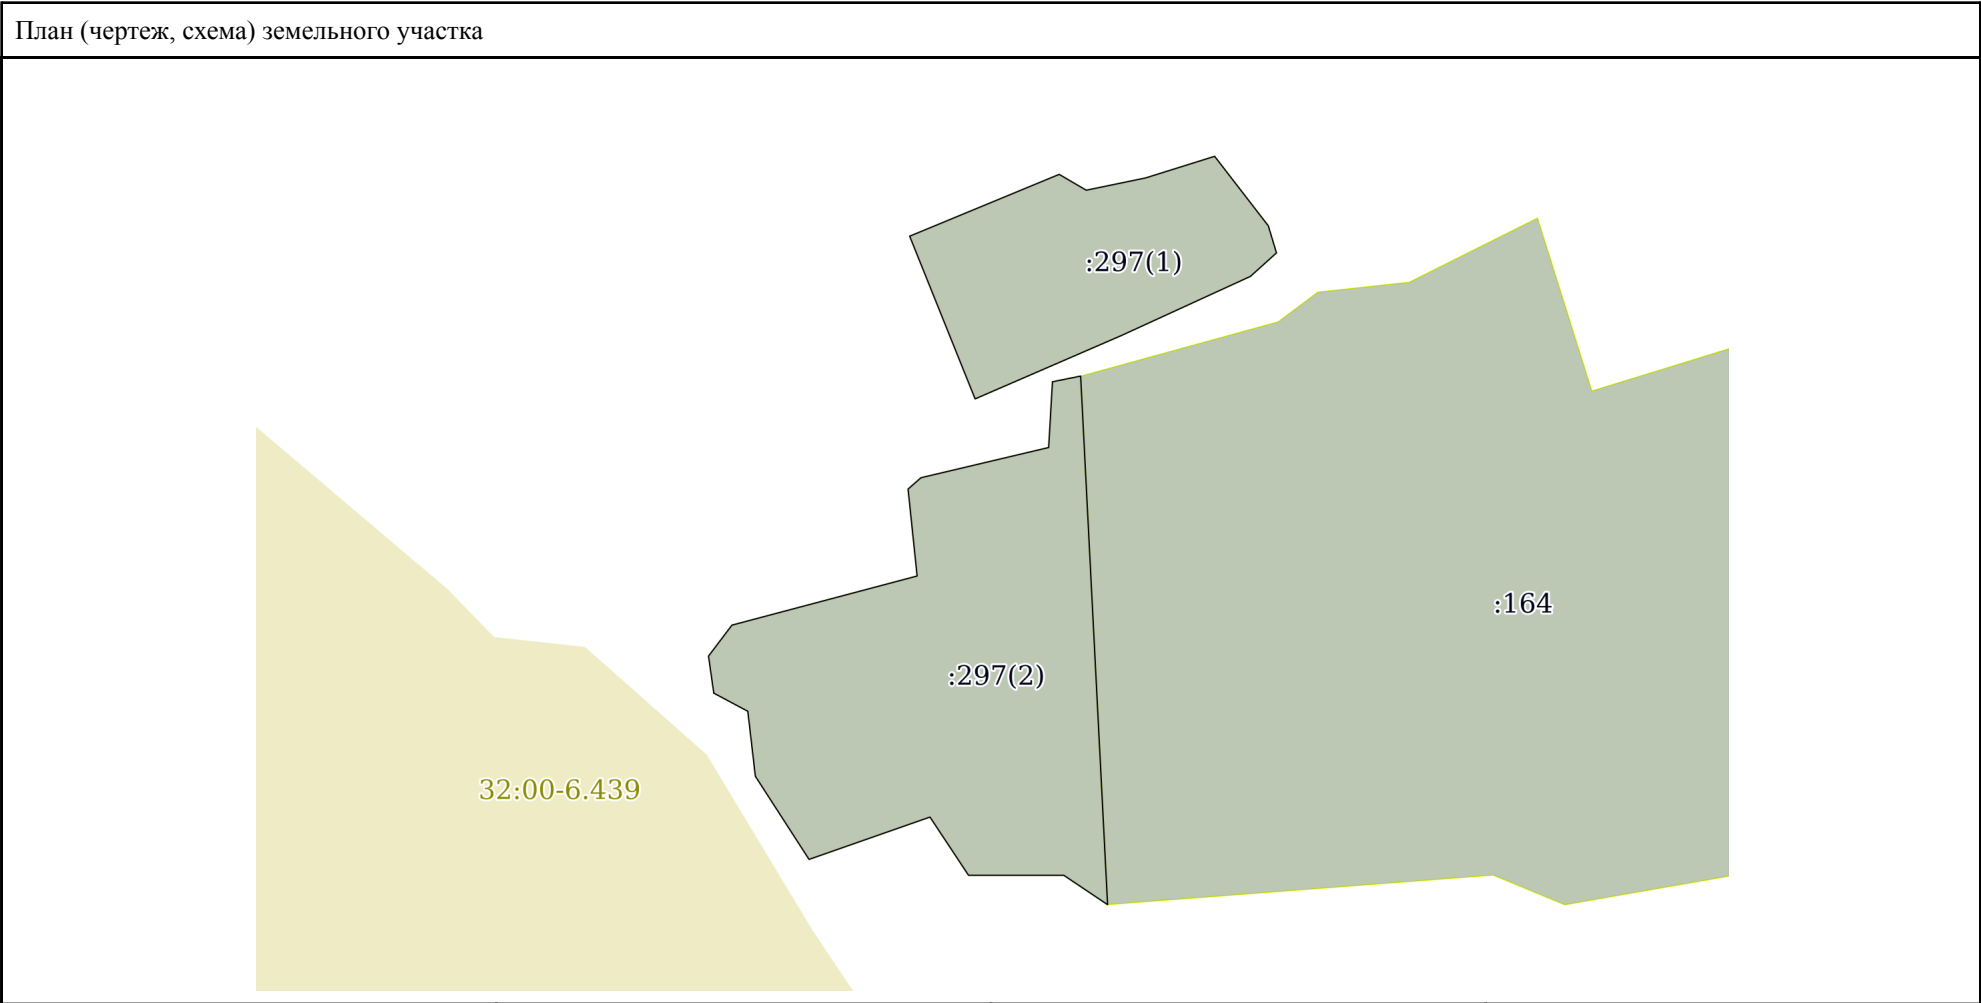 План (чертеж, схема) земельного участка
:297(1)
:164
:297(2)
32:00-6.439